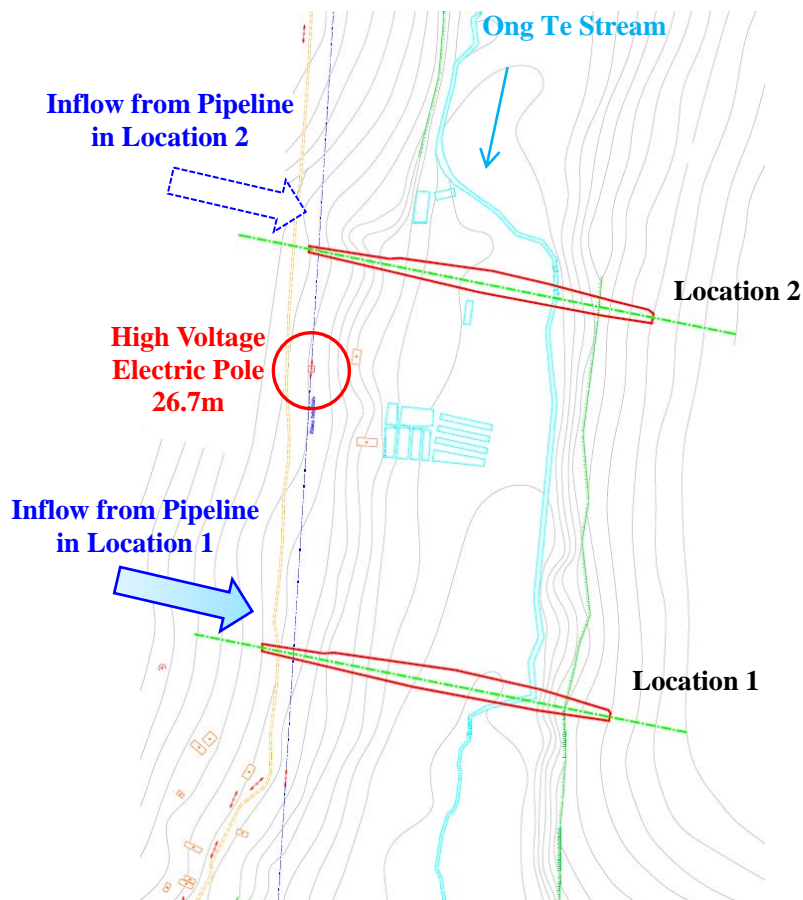 Ong Te Stream
Inflow from Pipeline
in Location 2
Location 2
High Voltage
Electric Pole
26.7m
Inflow from Pipeline
in Location 1
Location 1